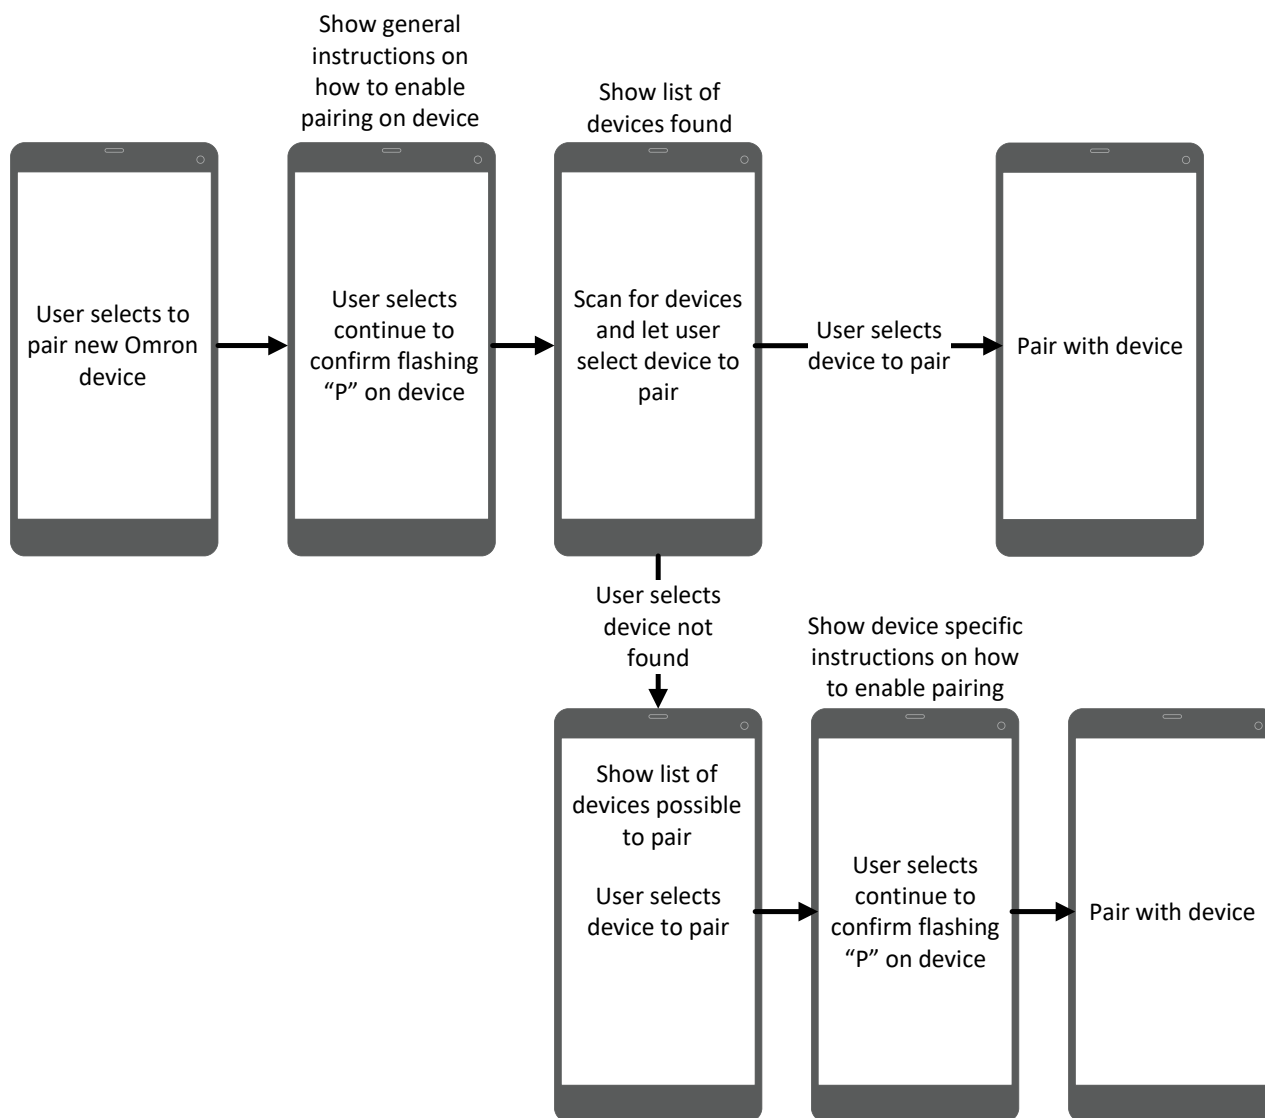 Show general
instructions on
how to enable
pairing on device
Show list of
devices found
User selects to
pair new Omron
device
User selects
continue to
confirm flashing
“P” on device
Scan for devices
and let user
select device to
pair
User selects
device to pair
Pair with device
User selects
device not
found
Show device specific
instructions on how
to enable pairing
Show list of
devices possible
to pair
User selects
device to pair
User selects
continue to
confirm flashing
“P” on device
Pair with device